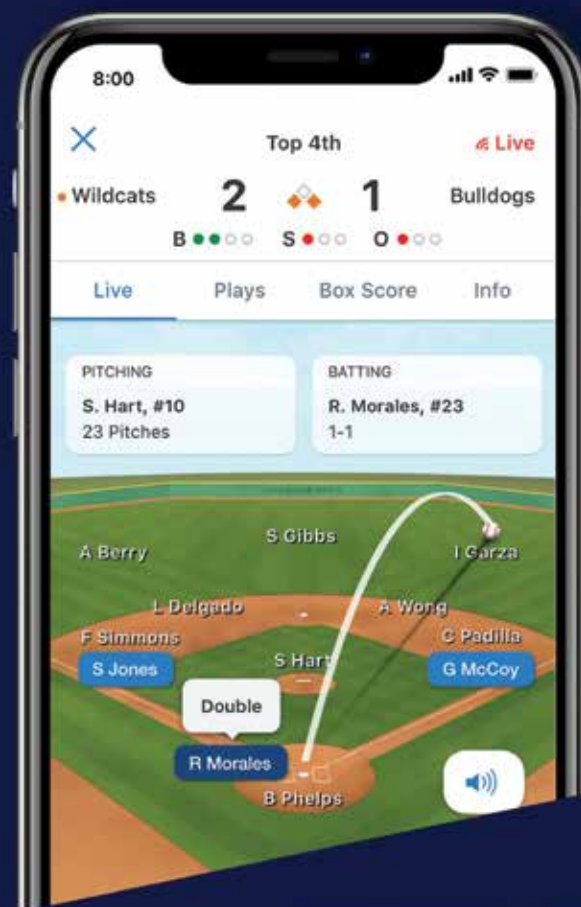 8:00
Top 4th
Live
Wildcats 2 1 Bulldogs
B S O
Live Plays Box Score Info
PITCHING
S. Hart, #10
23 Pitches
BATTING
R. Morales, #23
1-1
S Gibbs
A Berry
I Garza
L Delgado
A Wong
F Simmons
C Padilla
S Jones
S Hart
G McCoy
Double
R Morales
B Phelps